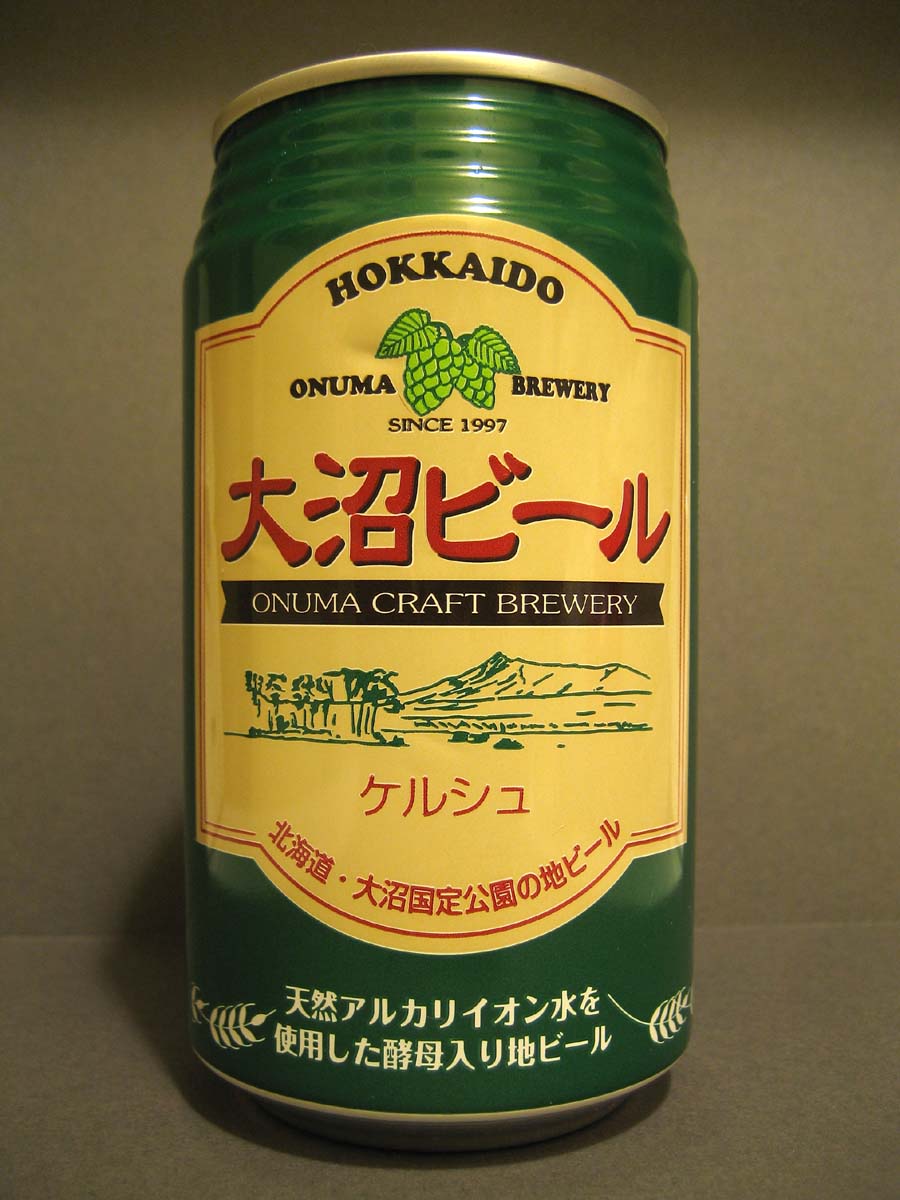 HOKKAIDO
ONUMA BREWERY
SINCE 1997
大沼ビール
ONUMA CRAFT BREWERY
ケルシュ
北海道・大沼国定公園の地ビール
天然アルカリイオン水を
使用した酵母入り地ビール